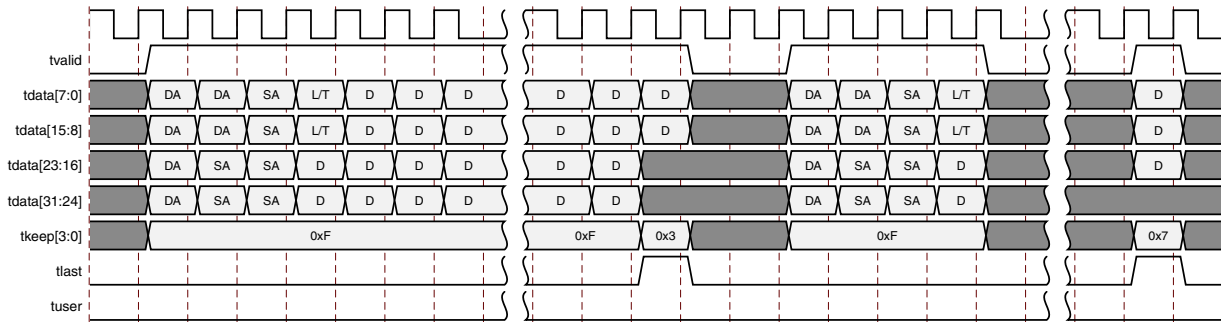 tvalid
tdata[7:0] DA DA SA L/T D D D D D D DA DA SA L/T D
tdata[15:8] DA DA SA L/T D D D D D D DA DA SA L/T D
tdata[23:16] DA SA SA D D D D D D DA SA SA D D
tdata[31:24] DA SA SA D D D D D D DA SA SA D
tkeep[3:0] 0xF 0xF 0x3 0xF 0x7
tlast
tuser